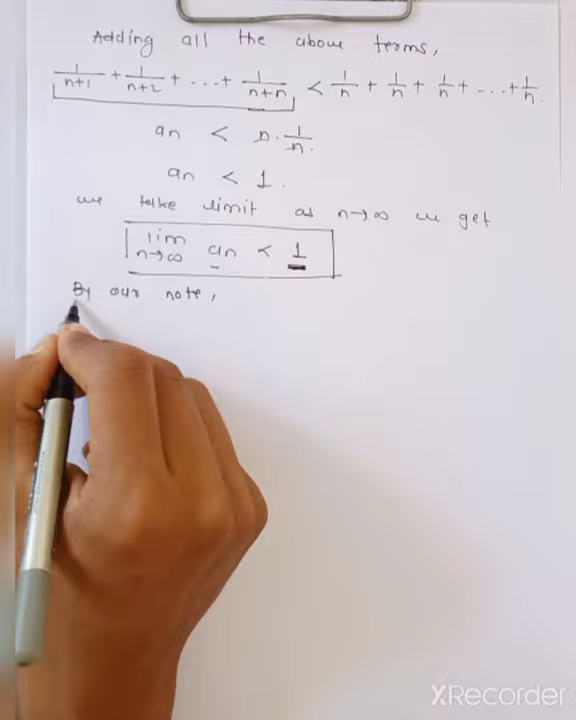 Adding all the above terms,
1/n+1 + 1/n+2 + ... + 1/n+n < 1/n + 1/n + 1/n + ... + 1/n.
an < n. 1/n.
an < 1.
we take limit as n→∞ we get
lim n→∞ an < 1
By our note,
XRecorder